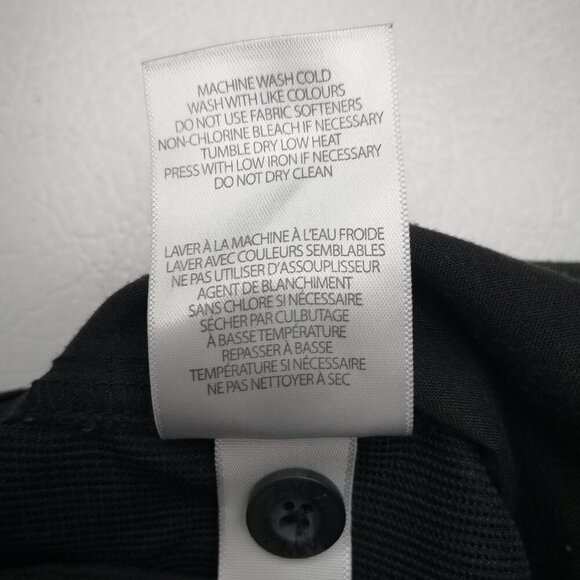 MACHINE WASH COLD
WASH WITH LIKE COLOURS
DO NOT USE FABRIC SOFTENERS
NON-CHLORINE BLEACH IF NECESSARY
TUMBLE DRY LOW HEAT
PRESS WITH LOW IRON IF NECESSARY
DO NOT DRY CLEAN
LAVER À LA MACHINE À L'EAU FROIDE
LAVER AVEC COULEURS SEMBLABLES
NE PAS UTILISER D'ASSOUPLISSEUR
AGENT DE BLANCHIMENT
SANS CHLORE SI NÉCESSAIRE
SÉCHER PAR CULBUTAGE
À BASSE TEMPÉRATURE
REPASSER À BASSE
TEMPÉRATURE SI NÉCESSAIRE
NE PAS NETTOYER À SEC